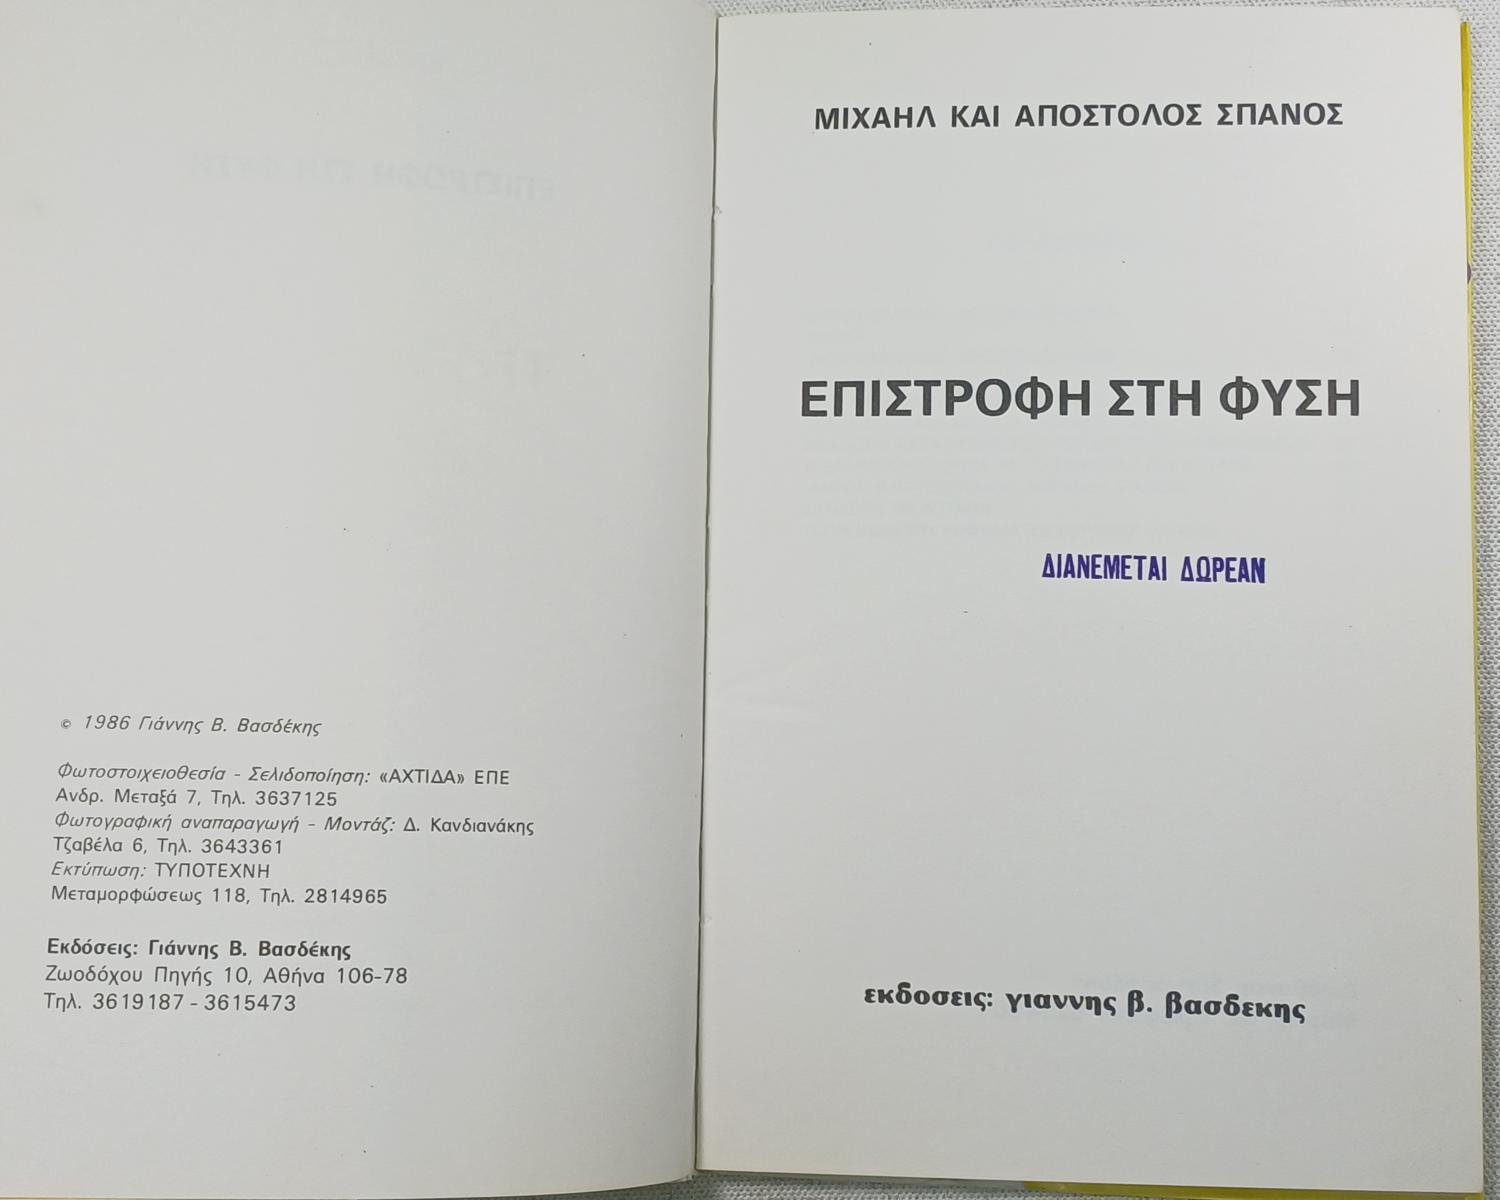 © 1986 Γιάννης Β. Βασδέκης
Φωτοστοιχειοθεσία - Σελιδοποίηση: «ΑΧΤΙΔΑ» ΕΠΕ
Ανδρ. Μεταξά 7, Τηλ. 3637125
Φωτογραφική αναπαραγωγή - Μοντάζ: Δ. Κανδιανάκης
Τζαβέλα 6, Τηλ. 3643361
Εκτύπωση: ΤΥΠΟΤΕΧΝΗ
Μεταμορφώσεως 118, Τηλ. 2814965
Εκδόσεις: Γιάννης Β. Βασδέκης
Ζωοδόχου Πηγής 10, Αθήνα 106-78
Τηλ. 3619187 - 3615473
ΜΙΧΑΗΛ ΚΑΙ ΑΠΟΣΤΟΛΟΣ ΣΠΑΝΟΣ
ΕΠΙΣΤΡΟΦΗ ΣΤΗ ΦΥΣΗ
ΔΙΑΝΕΜΕΤΑΙ ΔΩΡΕΑΝ
εκδοσεις: γιαννης β. βασδεκης